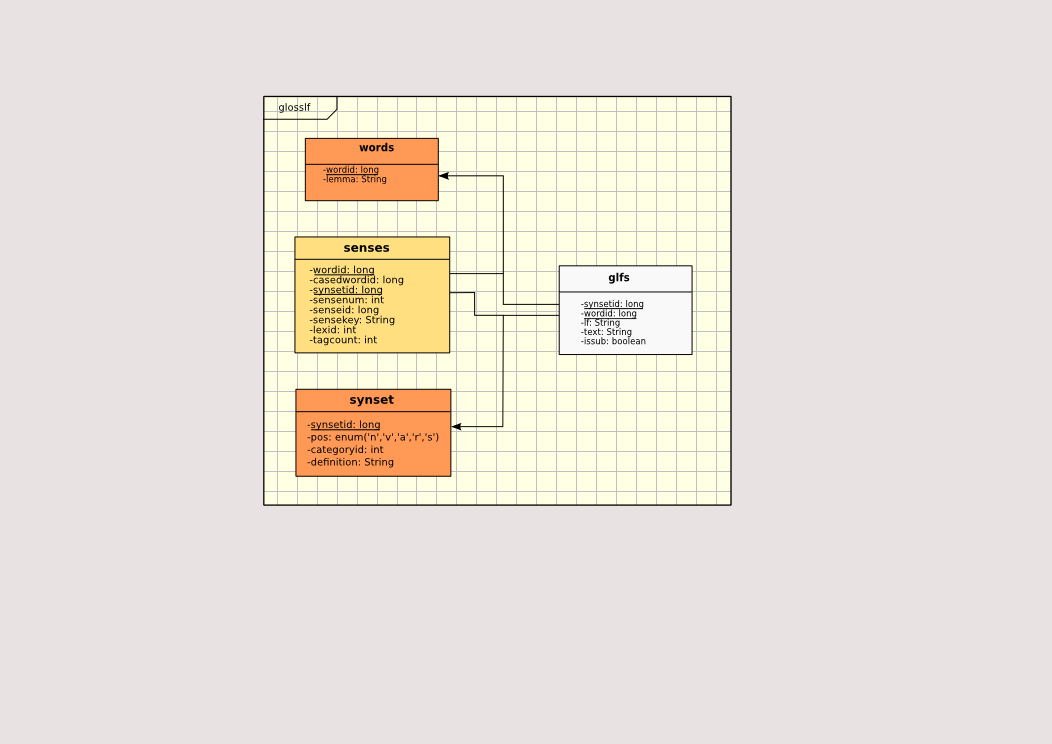 glosslf
words
-wordid: long
-lemma: String
senses
-wordid: long
-casedwordid: long
-synsetid: long
-sensenum: int
-senseid: long
-sensekey: String
-lexid: int
-tagcount: int
glfs
-synsetid: long
-wordid: long
-lf: String
-text: String
-issub: boolean
synset
-synsetid: long
-pos: enum('n','v','a','r','s')
-categoryid: int
-definition: String